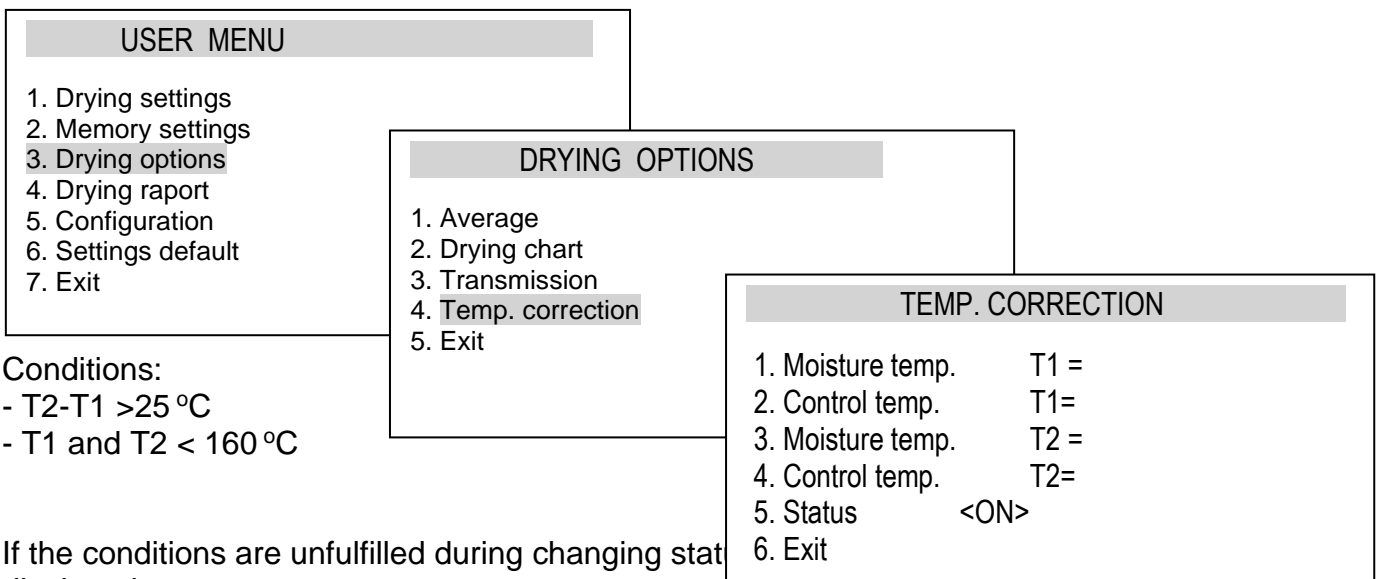 USER MENU
1. Drying settings
2. Memory settings
3. Drying options
4. Drying raport
5. Configuration
6. Settings default
7. Exit
DRYING OPTIONS
1. Average
2. Drying chart
3. Transmission
4. Temp. correction
5. Exit
TEMP. CORRECTION
1. Moisture temp. T1 =
2. Control temp. T1=
3. Moisture temp. T2 =
4. Control temp. T2=
5. Status <ON>
6. Exit
Conditions:
- T2-T1 >25 ºC
- T1 and T2 < 160 ºC
If the conditions are unfulfilled during changing